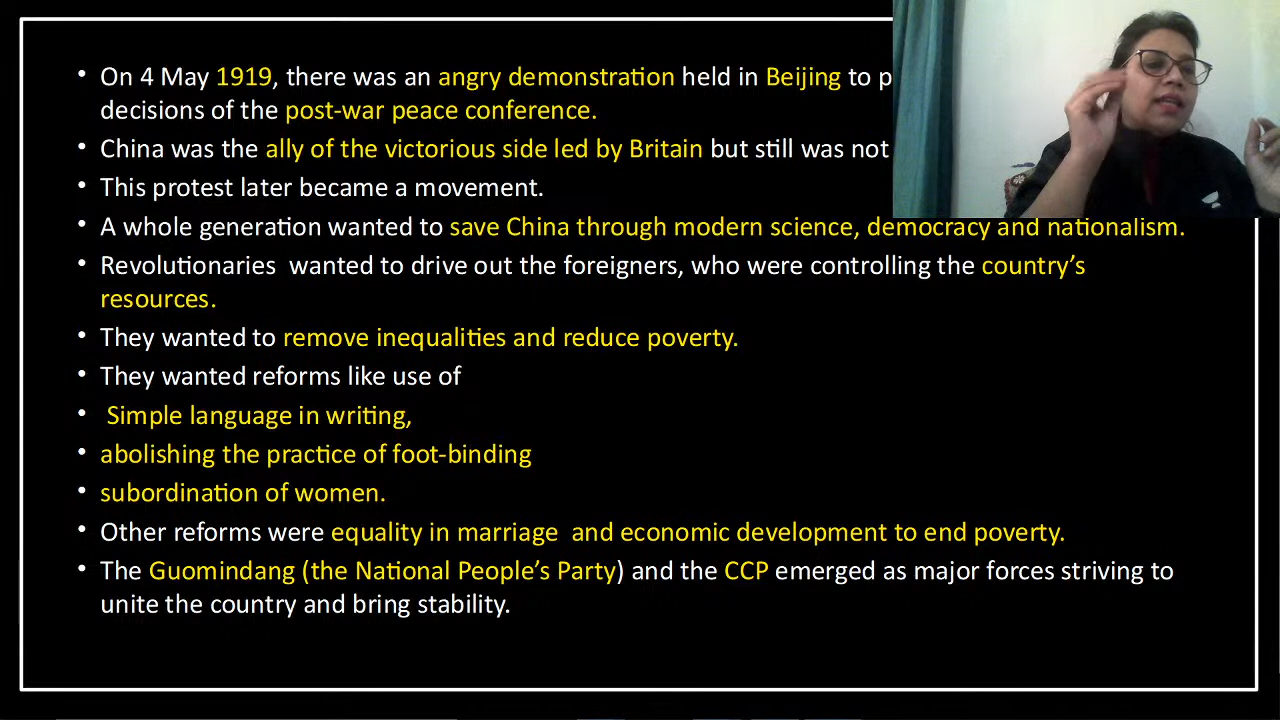 • On 4 May 1919, there was an angry demonstration held in Beijing to
decisions of the post-war peace conference.
• China was the ally of the victorious side led by Britain but still was not
• This protest later became a movement.
• A whole generation wanted to save China through modern science, democracy and nationalism.
• Revolutionaries  wanted to drive out the foreigners, who were controlling the country’s
resources.
• They wanted to remove inequalities and reduce poverty.
• They wanted reforms like use of
•  Simple language in writing,
• abolishing the practice of foot-binding
• subordination of women.
• Other reforms were equality in marriage  and economic development to end poverty.
• The Guomindang (the National People’s Party) and the CCP emerged as major forces striving to
unite the country and bring stability.